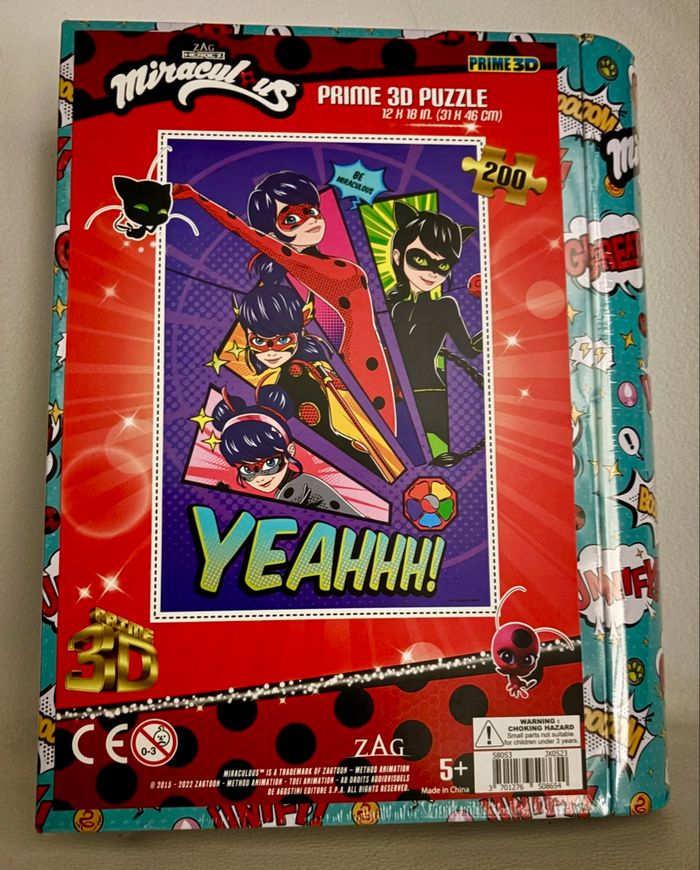 ZAG
HEROEZ
Miraculous
PRIME 3D
PRIME 3D PUZZLE
12 X 18 IN. (31 X 46 CM)
200
BE
MIRACULOUS
YEAHHH!
PRIME
3D
CE
0-3
ZAG
MIRACULOUS™ IS A TRADEMARK OF ZAGTOON - METHOD ANIMATION
© 2015 - 2022 ZAGTOON - METHOD ANIMATION - TOEI ANIMATION - AB DROITS AUDIOVISUELS
DE AGOSTINI EDITORE S.P.A. ALL RIGHTS RESERVED.
5+
Made in China
WARNING :
CHOKING HAZARD
Small parts not suitable
for children under 3 years.
58053 JX0523
3 701276 508654